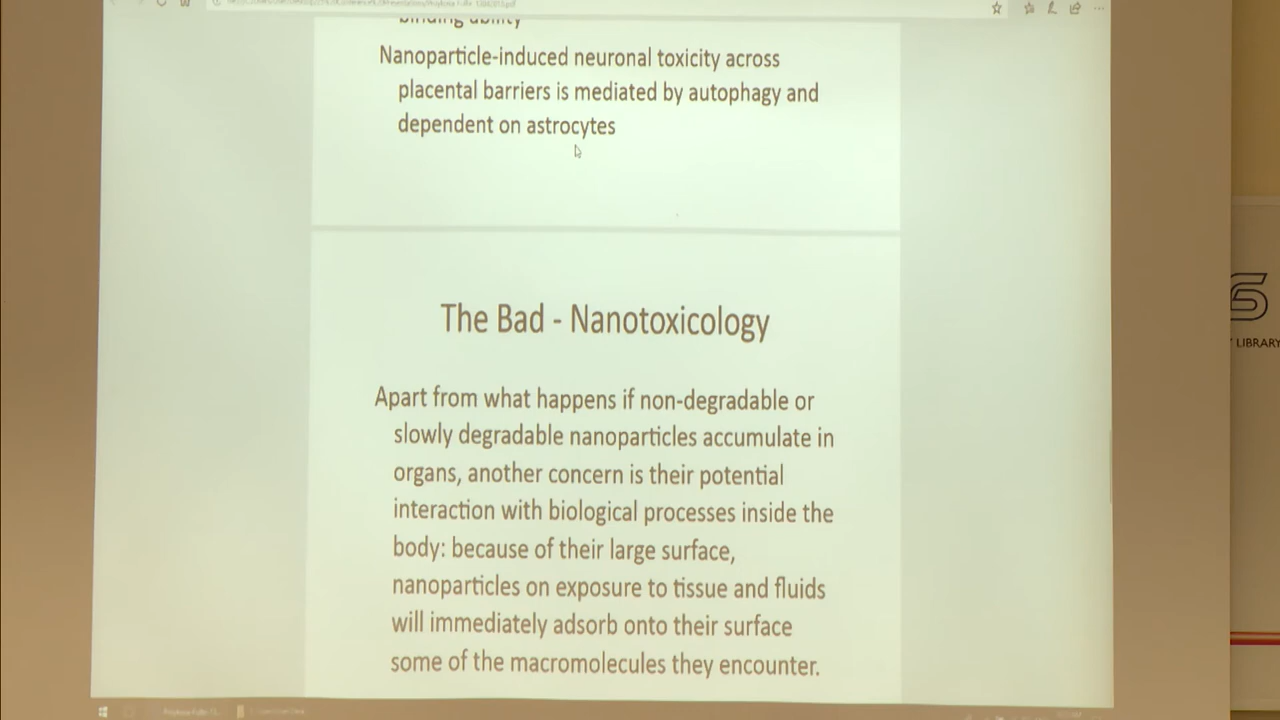 binding ability
Nanoparticle-induced neuronal toxicity across
placental barriers is mediated by autophagy and
dependent on astrocytes
The Bad - Nanotoxicology
Apart from what happens if non-degradable or
slowly degradable nanoparticles accumulate in
organs, another concern is their potential
interaction with biological processes inside the
body: because of their large surface,
nanoparticles on exposure to tissue and fluids
will immediately adsorb onto their surface
some of the macromolecules they encounter.
LIBRARY